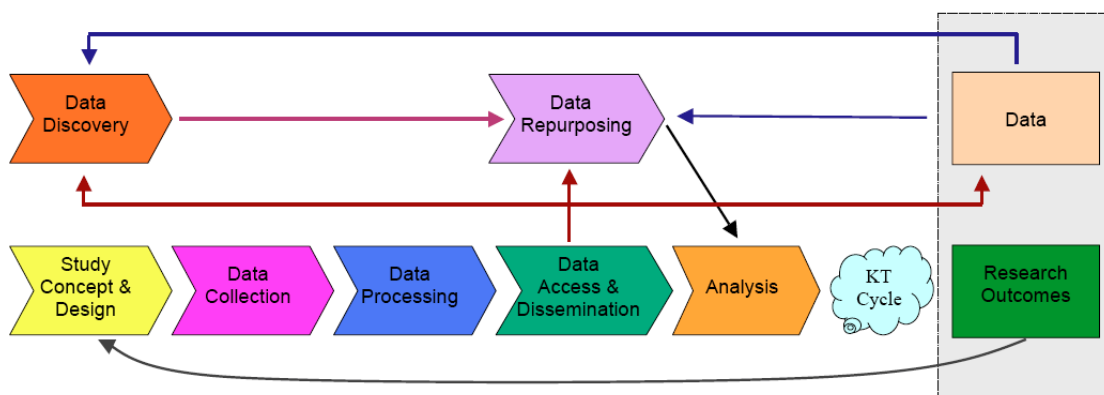 Data
Discovery
Data
Repurposing
Data
Study
Concept &
Design
Data
Collection
Data
Processing
Data
Access &
Dissemination
Analysis
KT
Cycle
Research
Outcomes